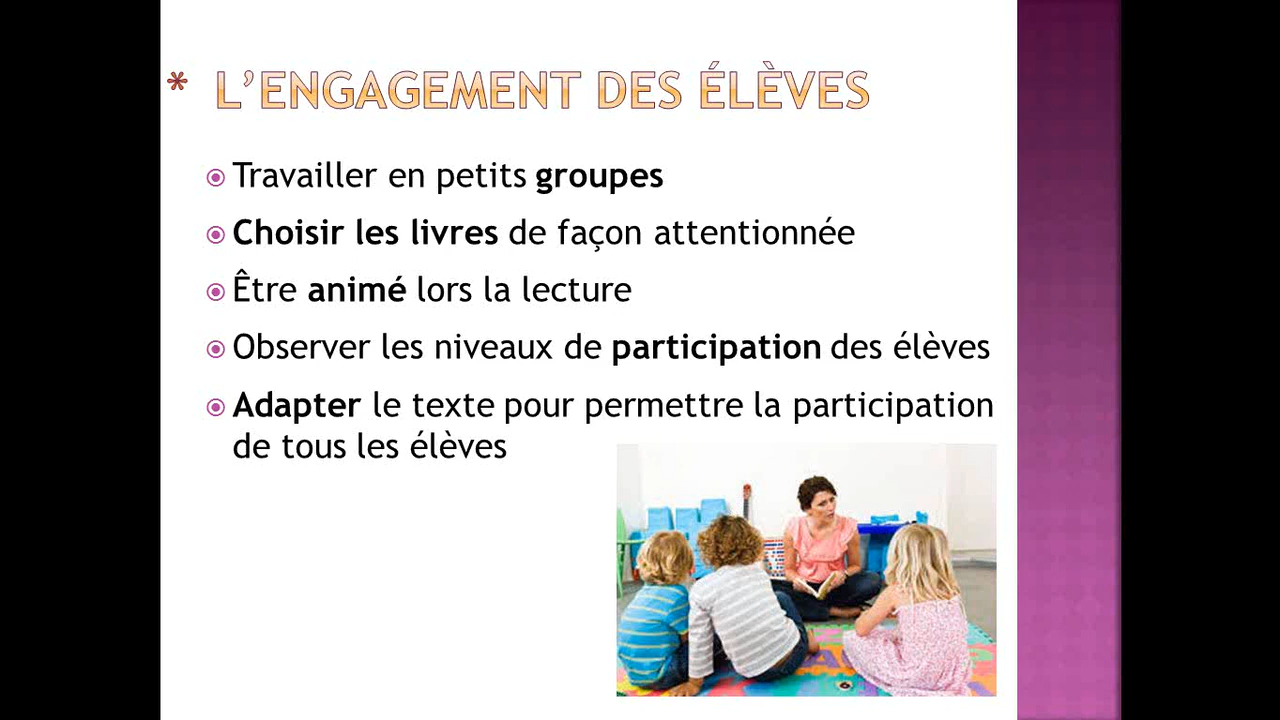 * L'ENGAGEMENT DES ÉLÈVES
Travailler en petits groupes
Choisir les livres de façon attentionnée
Être animé lors la lecture
Observer les niveaux de participation des élèves
Adapter le texte pour permettre la participation
de tous les élèves